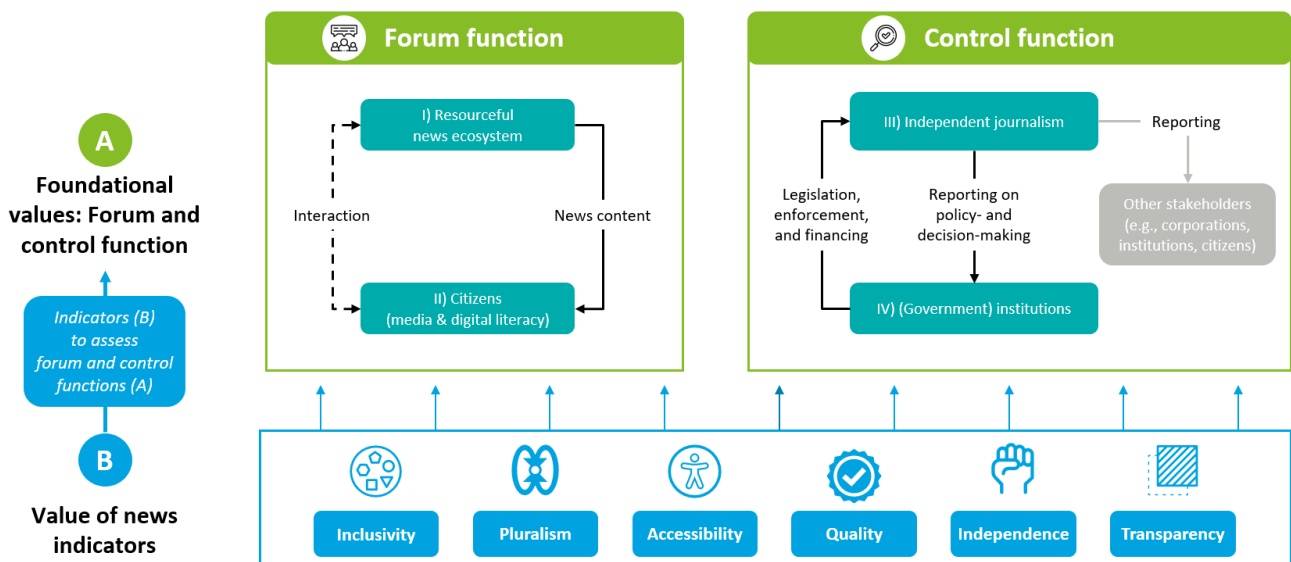 Forum function
I) Resourceful
news ecosystem
Interaction
News content
II) Citizens
(media & digital literacy)
Control function
III) Independent journalism
Reporting
Legislation,
enforcement,
and financing
Reporting on
policy- and
decision-making
Other stakeholders
(e.g., corporations,
institutions, citizens)
IV) (Government) institutions
A
Foundational
values: Forum and
control function
Indicators (B)
to assess
forum and control
functions (A)
B
Value of news
indicators
Inclusivity
Pluralism
Accessibility
Quality
Independence
Transparency